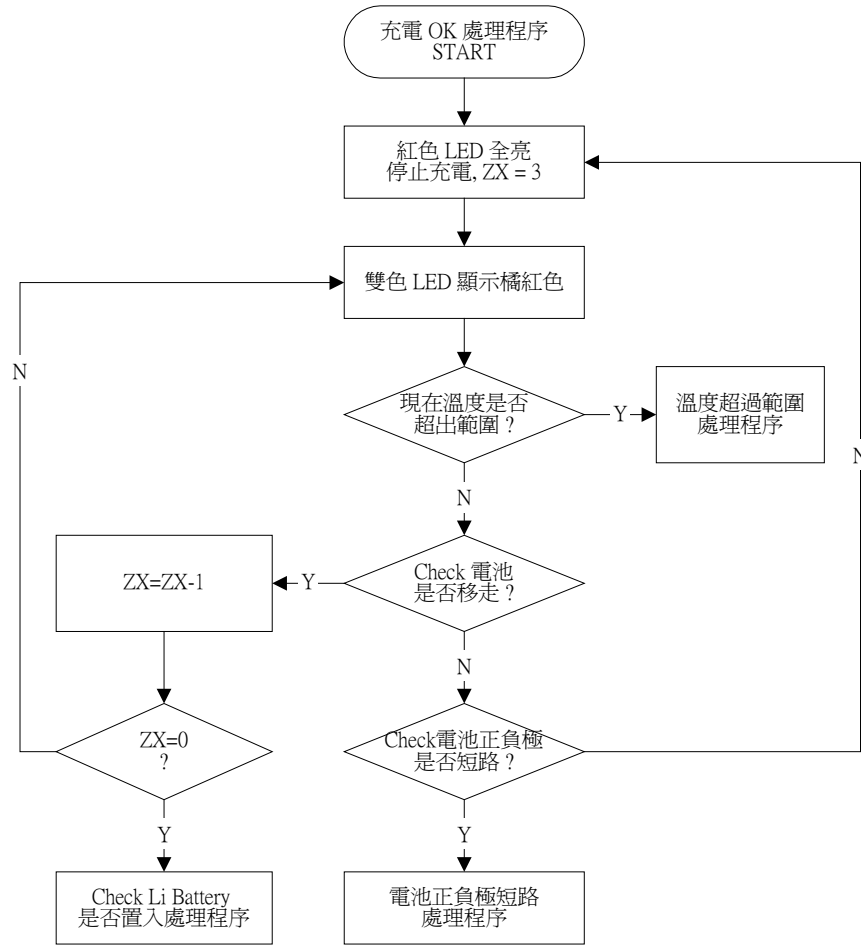 充電 OK 處理程序
START
紅色 LED 全亮
停止充電, ZX = 3
雙色 LED 顯示橘紅色
N
現在溫度是否
超出範圍 ?
Y
溫度超過範圍
處理程序
N
N
ZX=ZX-1
Y
Check 電池
是否移走 ?
N
ZX=0
?
Check電池正負極
是否短路 ?
Y
Y
Check Li Battery
是否置入處理程序
電池正負極短路
處理程序